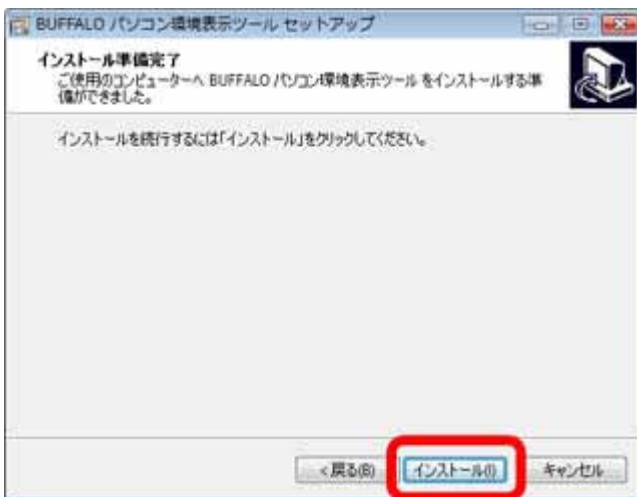 BUFFALO パソコン環境表示ツール セットアップ
インストール準備完了
ご使用のコンピューターへ BUFFALO パソコン環境表示ツール をインストールする準
備ができました。
インストールを続行するには「インストール」をクリックしてください。
< 戻る(B)
インストール(I)
キャンセル